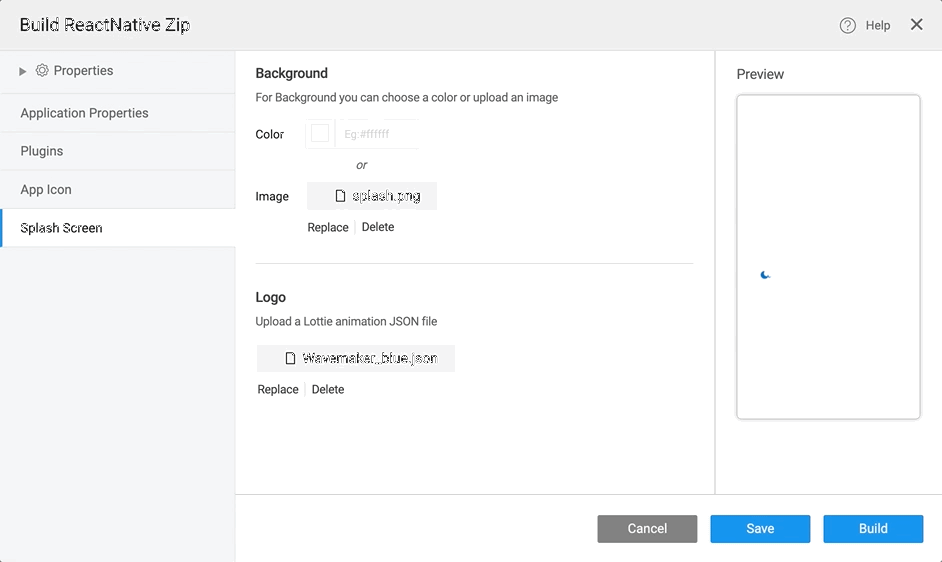 Build ReactNative Zip
Help
Properties
Application Properties
Plugins
App Icon
Splash Screen
Background
For Background you can choose a color or upload an image
Color
Eg:#ffffff
or
Image
splash.png
Replace
Delete
Logo
Upload a Lottie animation JSON file
Wavemaker_blue.json
Replace
Delete
Preview
Cancel
Save
Build